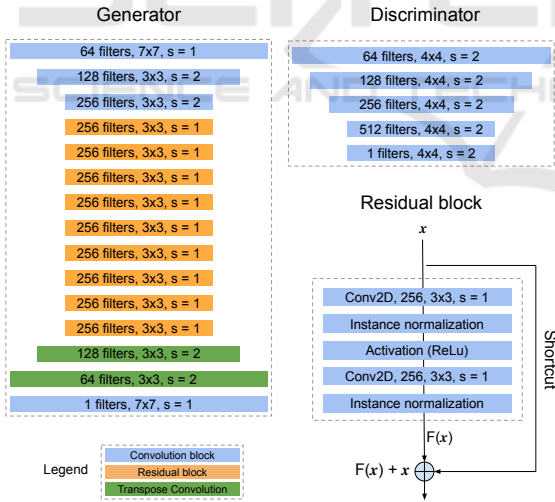 Generator
64 filters, 7x7, s = 1
128 filters, 3x3, s = 2
256 filters, 3x3, s = 2
256 filters, 3x3, s = 1
256 filters, 3x3, s = 1
256 filters, 3x3, s = 1
256 filters, 3x3, s = 1
256 filters, 3x3, s = 1
256 filters, 3x3, s = 1
256 filters, 3x3, s = 1
256 filters, 3x3, s = 1
256 filters, 3x3, s = 1
128 filters, 3x3, s = 2
64 filters, 3x3, s = 2
1 filters, 7x7, s = 1
Legend
Convolution block
Residual block
Transpose Convolution
Discriminator
64 filters, 4x4, s = 2
128 filters, 4x4, s = 2
256 filters, 4x4, s = 2
512 filters, 4x4, s = 2
1 filters, 4x4, s = 2
Residual block
x
Conv2D, 256, 3x3, s = 1
Instance normalization
Activation (ReLu)
Conv2D, 256, 3x3, s = 1
Instance normalization
Shortcut
F(x)
F(x) + x
SCIENCE AND